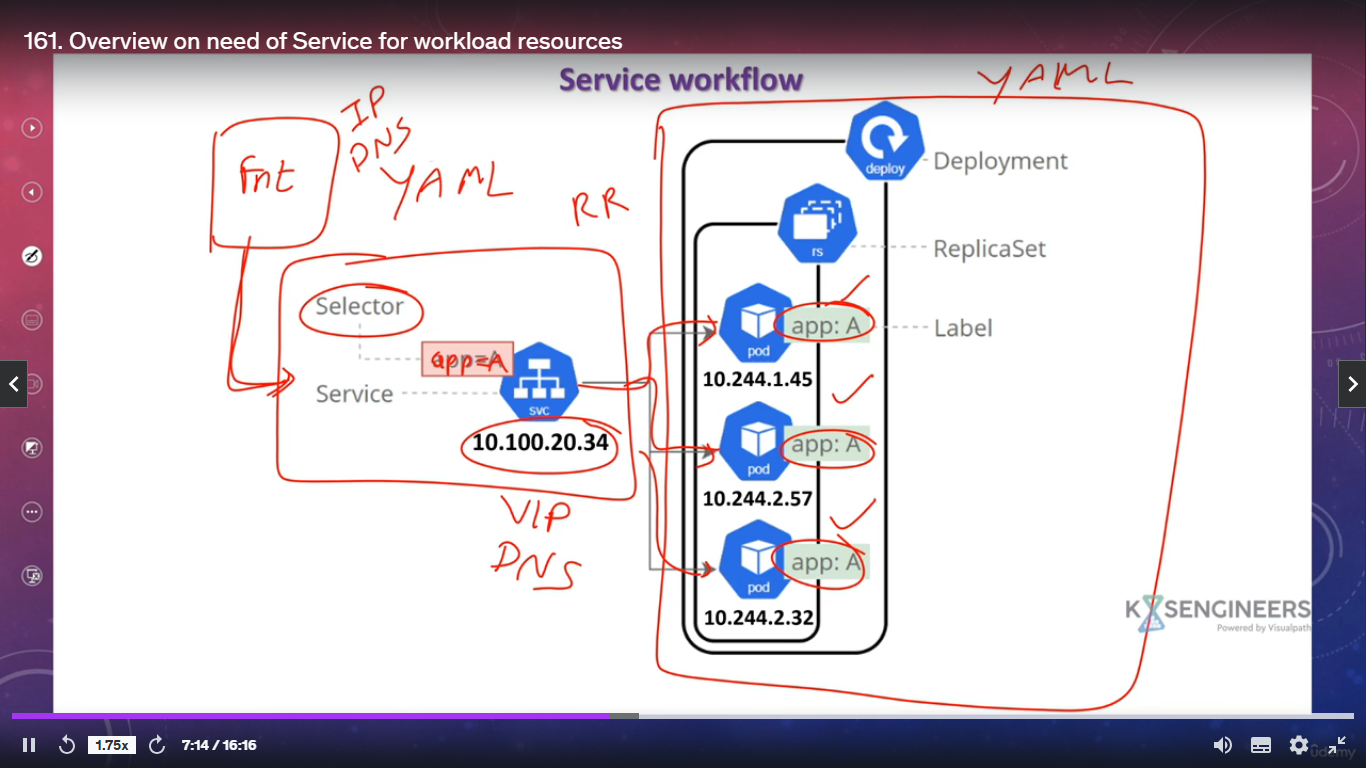 161. Overview on need of Service for workload resources
Service workflow
YAML
IP
DNS
Fnt
YAML
RR
deploy
Deployment
rs
ReplicaSet
Selector
app: A
Label
pod
10.244.1.45
app=A
Service
svc
10.100.20.34
app: A
pod
10.244.2.57
VIP
DNS
app: A
pod
10.244.2.32
K8SENGINEERS
Powered by Visualpath
1.75x
7:14 / 16:16
ûdemy